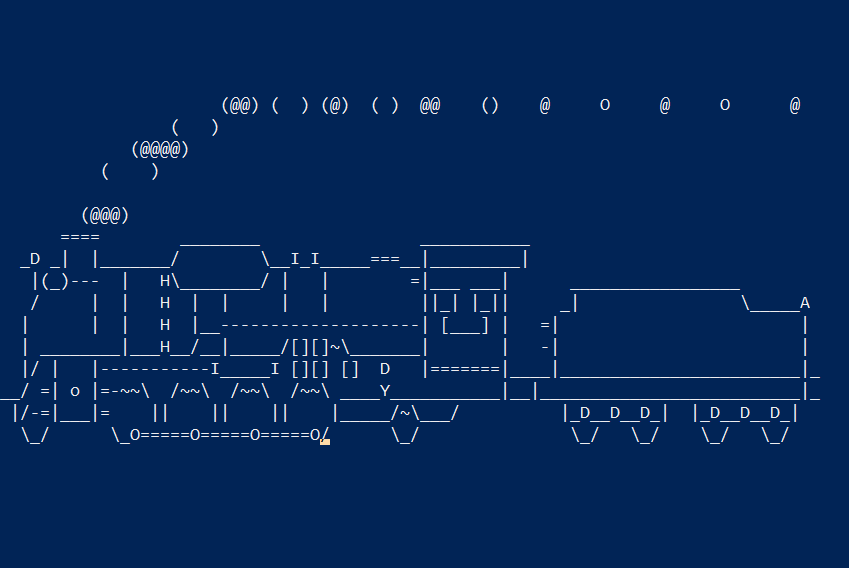 (@@) (  ) (@)  ( )  @@    ()    @     O     @     O      @
                 (   )
             (@@@@)
          (    )

        (@@@)
      ====        ________                ___________
  _D _|  |_______/        \__I_I_____===__|_________|
   |(_)---  |   H\________/ |   |        =|___ ___|      _________________
   /     |  |   H  |  |     |   |         ||_| |_||     _|                \_____A
  |      |  |   H  |__--------------------| [___] |   =|                        |
  | ________|___H__/__|_____/[][]~\_______|       |   -|                        |
  |/ |   |-----------I_____I [][] []  D   |=======|____|________________________|_
__/ =| o |=-~~\  /~~\  /~~\  /~~\ ____Y___________|__|__________________________|_
 |/-=|___|=    ||    ||    ||    |_____/~\___/          |_D__D__D_|  |_D__D__D_|
  \_/      \_O=====O=====O=====O/      \_/               \_/   \_/    \_/   \_/